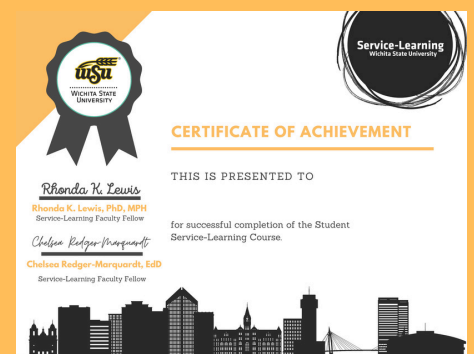 WSU
WICHITA STATE
UNIVERSITY
Service-Learning
Wichita State University
CERTIFICATE OF ACHIEVEMENT
THIS IS PRESENTED TO
for successful completion of the Student
Service-Learning Course.
Rhonda K. Lewis
Rhonda K. Lewis, PhD, MPH
Service-Learning Faculty Fellow
Chelsea Redger-Marquardt
Chelsea Redger-Marquardt, EdD
Service-Learning Faculty Fellow